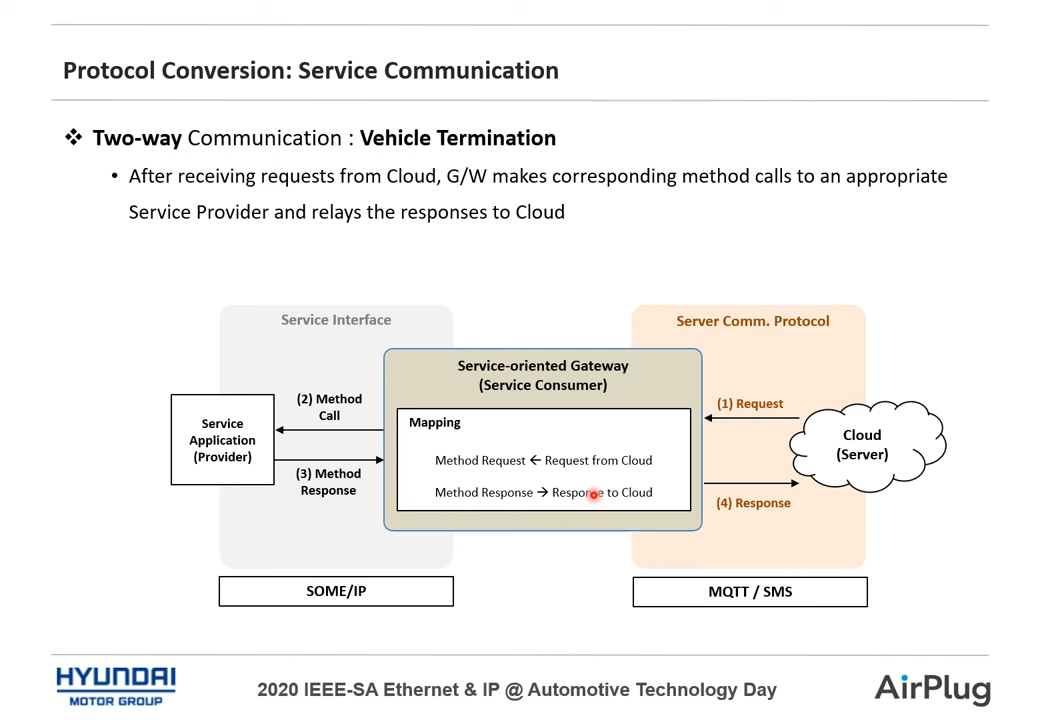 Protocol Conversion: Service Communication
❖ Two-way Communication : Vehicle Termination
• After receiving requests from Cloud, G/W makes corresponding method calls to an appropriate
Service Provider and relays the responses to Cloud
Service Interface
Server Comm. Protocol
Service-oriented Gateway
(Service Consumer)
(2) Method
Call
(1) Request
Service
Application
(Provider)
Mapping
Cloud
(Server)
Method Request ← Request from Cloud
(3) Method
Response
Method Response → Response to Cloud
(4) Response
SOME/IP
MQTT / SMS
HYUNDAI
MOTOR GROUP
2020 IEEE-SA Ethernet & IP @ Automotive Technology Day
AirPlug